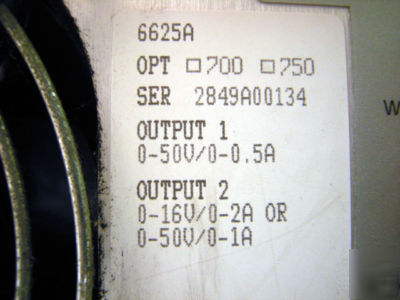 6625A
OPT □700 □750
SER 2849A00134
OUTPUT 1
0-50V/0-0.5A
OUTPUT 2
0-16V/0-2A OR
0-50V/0-1A
W